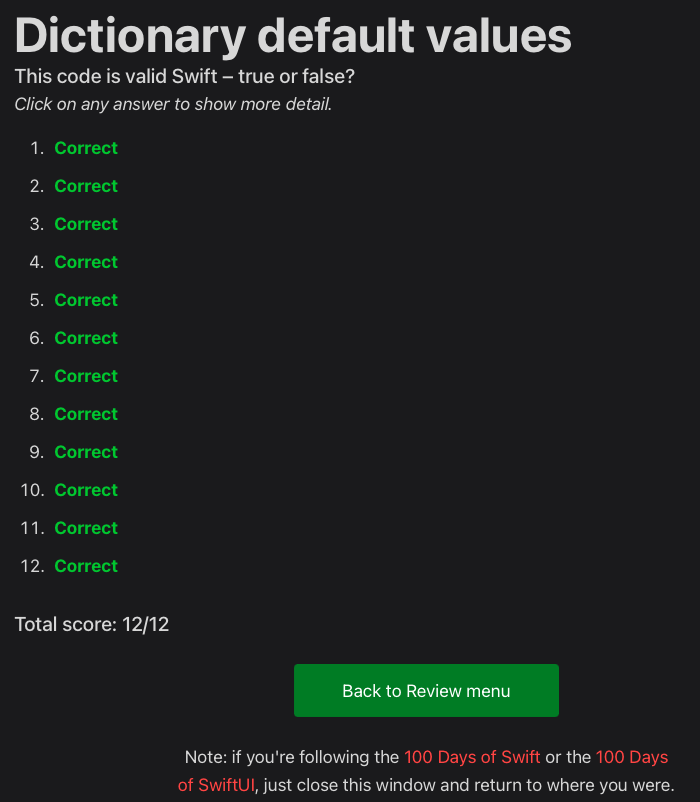 Dictionary default values
This code is valid Swift – true or false?
Click on any answer to show more detail.
1. Correct
2. Correct
3. Correct
4. Correct
5. Correct
6. Correct
7. Correct
8. Correct
9. Correct
10. Correct
11. Correct
12. Correct
Total score: 12/12
Back to Review menu
Note: if you're following the 100 Days of Swift or the 100 Days
of SwiftUI, just close this window and return to where you were.